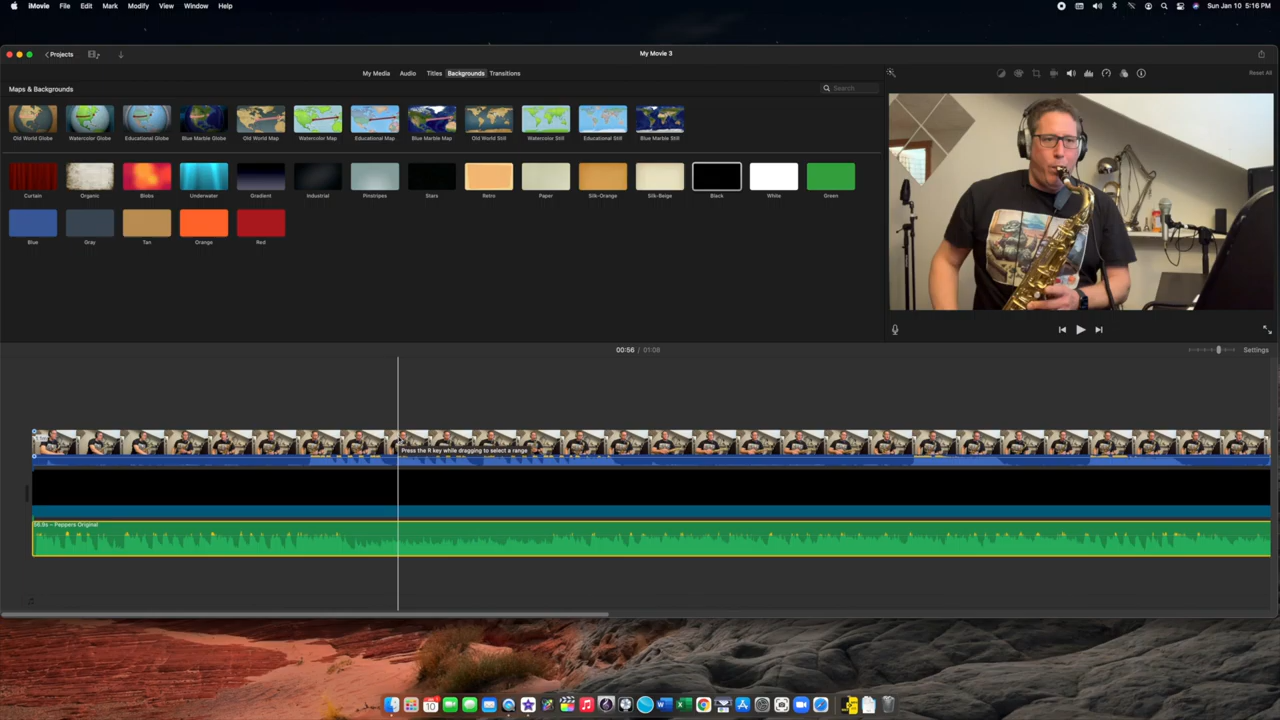 iMovie File Edit Mark Modify View Window Help Sun Jan 10 5:16 PM
Projects My Movie 3
My Media Audio Titles Backgrounds Transitions Reset All
Maps & Backgrounds Search
Old World Globe Watercolor Globe Educational Globe Blue Marble Globe Old World Map Watercolor Map Educational Map Blue Marble Map Old World Still Watercolor Still Educational Still Blue Marble Still
Curtain Organic Blobs Underwater Gradient Industrial Pinstripes Stars Retro Paper Silk-Orange Silk-Beige Black White Green
Blue Gray Tan Orange Red
00:56 / 01:08 Settings
Press the R key while dragging to select a range
56.9s – Peppers Original